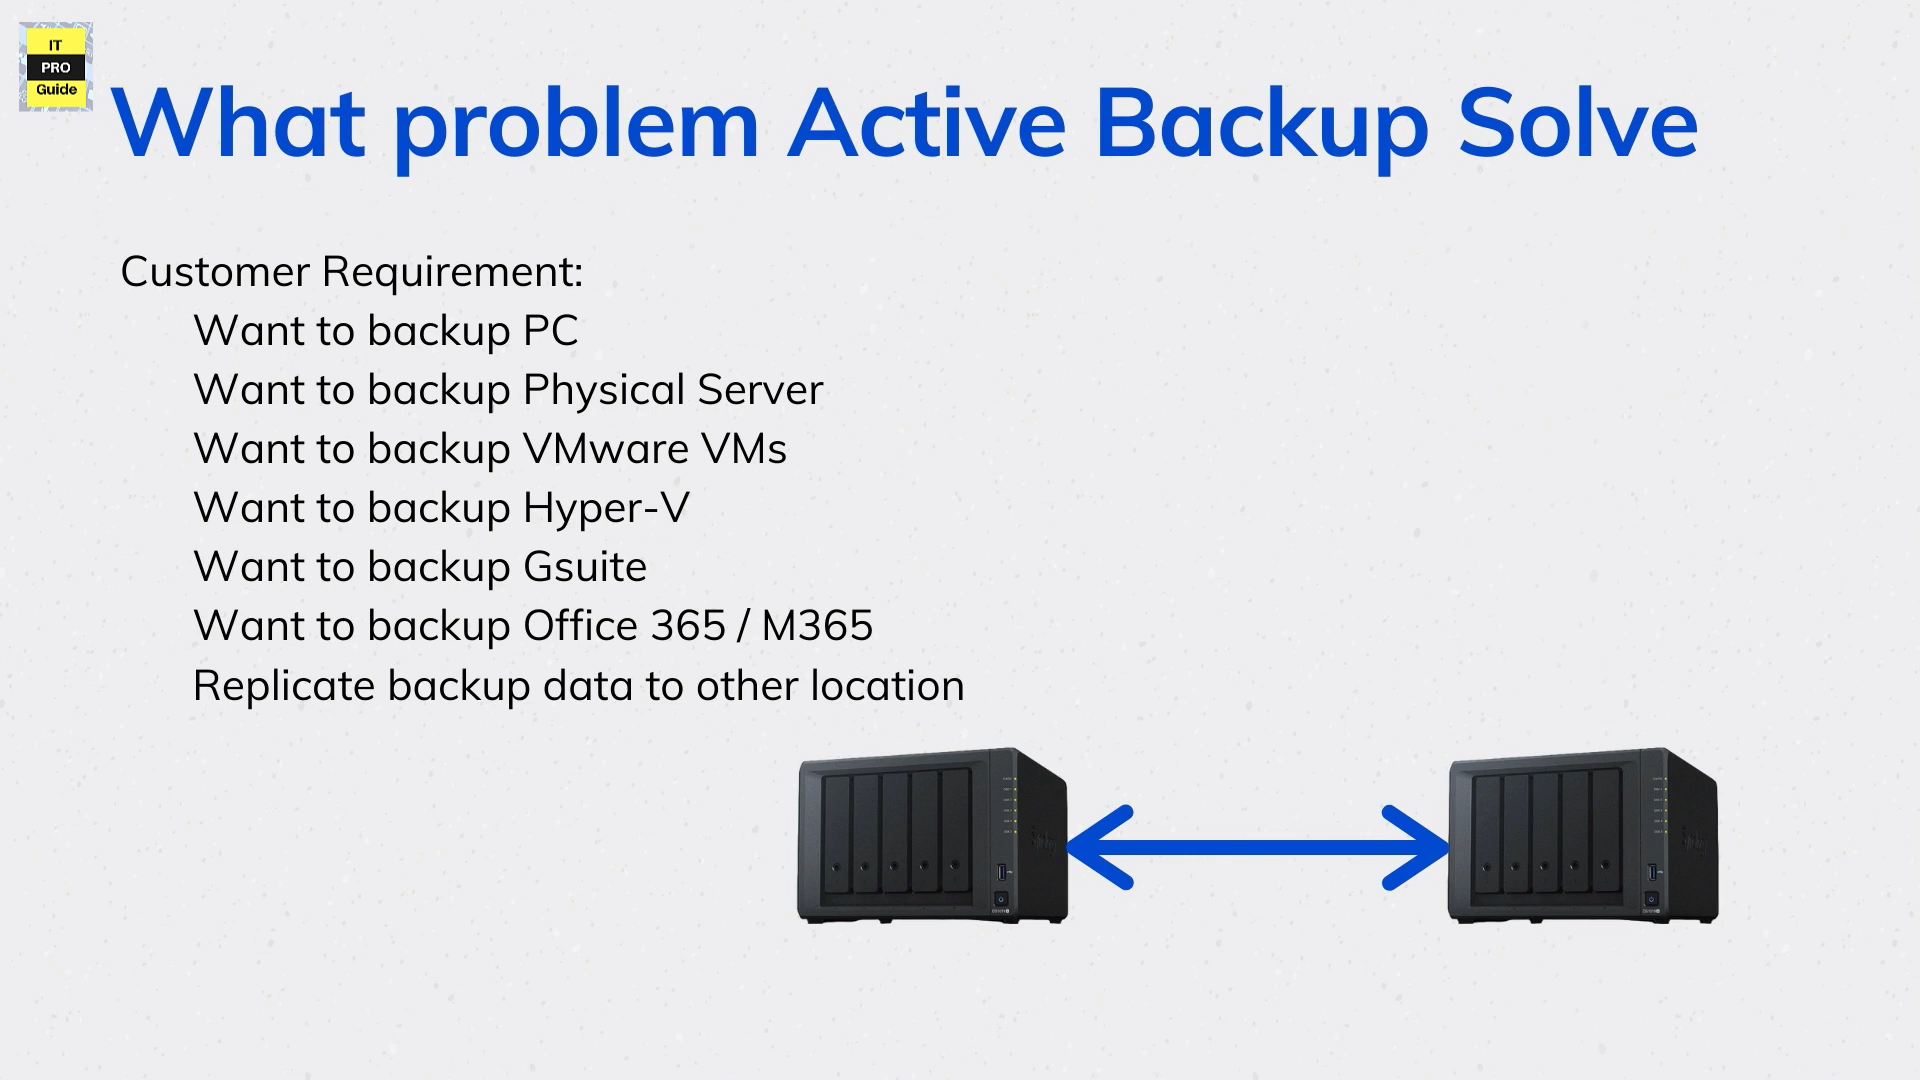 IT
PRO
Guide
What problem Active Backup Solve
Customer Requirement:
Want to backup PC
Want to backup Physical Server
Want to backup VMware VMs
Want to backup Hyper-V
Want to backup Gsuite
Want to backup Office 365 / M365
Replicate backup data to other location